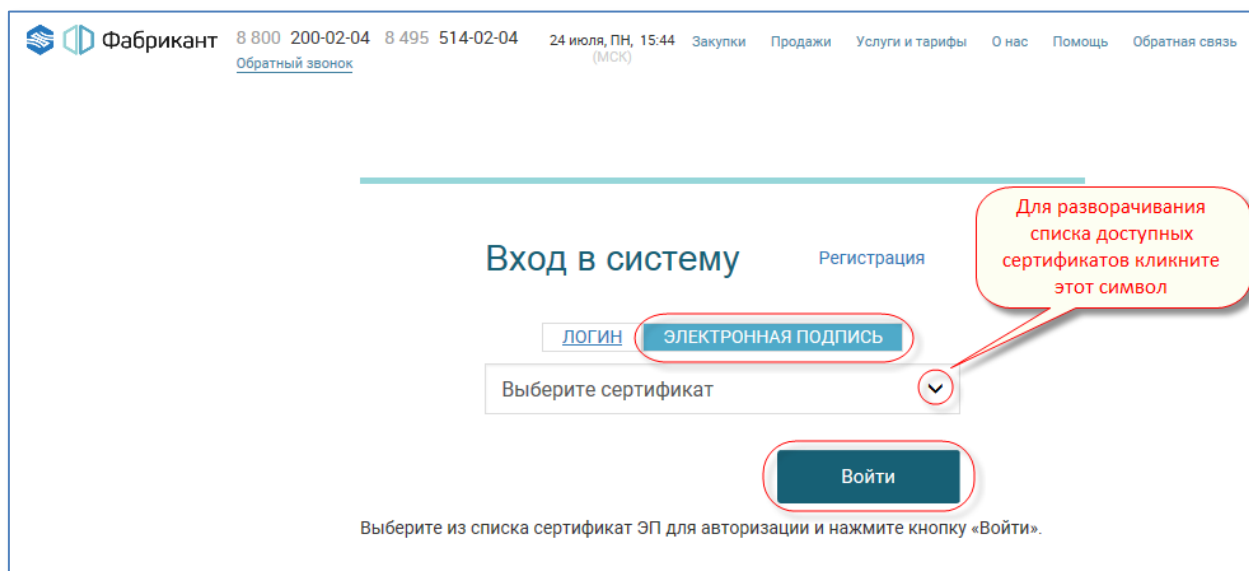 Фабрикант 8 800 200-02-04 8 495 514-02-04 24 июля, ПН, 15:44 Закупки Продажи Услуги и тарифы О нас Помощь Обратная связь
Обратный звонок (МСК)
Для разворачивания
списка доступных
сертификатов кликните
этот символ
Вход в систему Регистрация
ЛОГИН ЭЛЕКТРОННАЯ ПОДПИСЬ
Выберите сертификат
Войти
Выберите из списка сертификат ЭП для авторизации и нажмите кнопку «Войти».